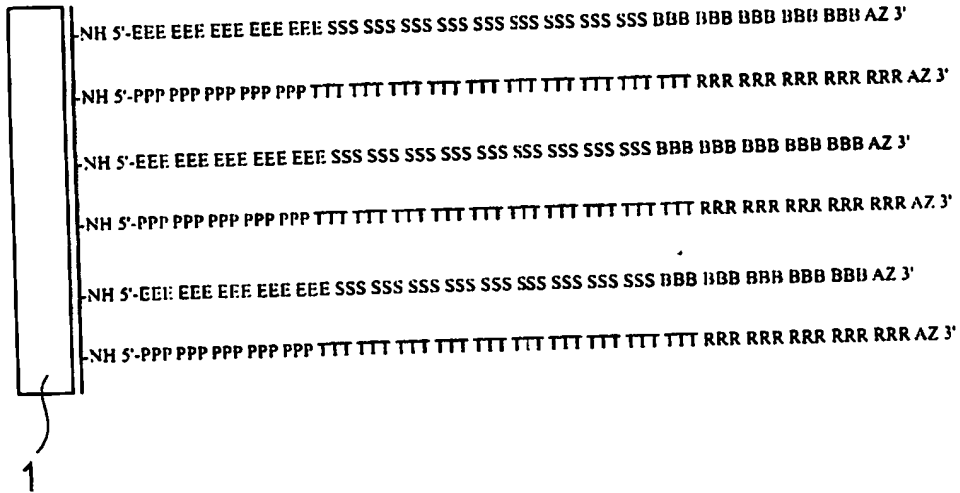 -NH 5'-EEE EEE EEE EEE EEE SSS SSS SSS SSS SSS SSS SSS SSS SSS BBB BBB BBB BBB BBB AZ 3'
-NH 5'-PPP PPP PPP PPP PPP TTT TTT TTT TTT TTT TTT TTT TTT TTT TTT RRR RRR RRR RRR RRR AZ 3'
-NH 5'-EEE EEE EEE EEE EEE SSS SSS SSS SSS SSS SSS SSS SSS SSS BBB BBB BBB BBB BBB AZ 3'
-NH 5'-PPP PPP PPP PPP PPP TTT TTT TTT TTT TTT TTT TTT TTT TTT TTT RRR RRR RRR RRR RRR AZ 3'
-NH 5'-EEE EEE EEE EEE EEE SSS SSS SSS SSS SSS SSS SSS SSS SSS BBB BBB BBB BBB BBB AZ 3'
-NH 5'-PPP PPP PPP PPP PPP TTT TTT TTT TTT TTT TTT TTT TTT TTT TTT RRR RRR RRR RRR RRR AZ 3'
1